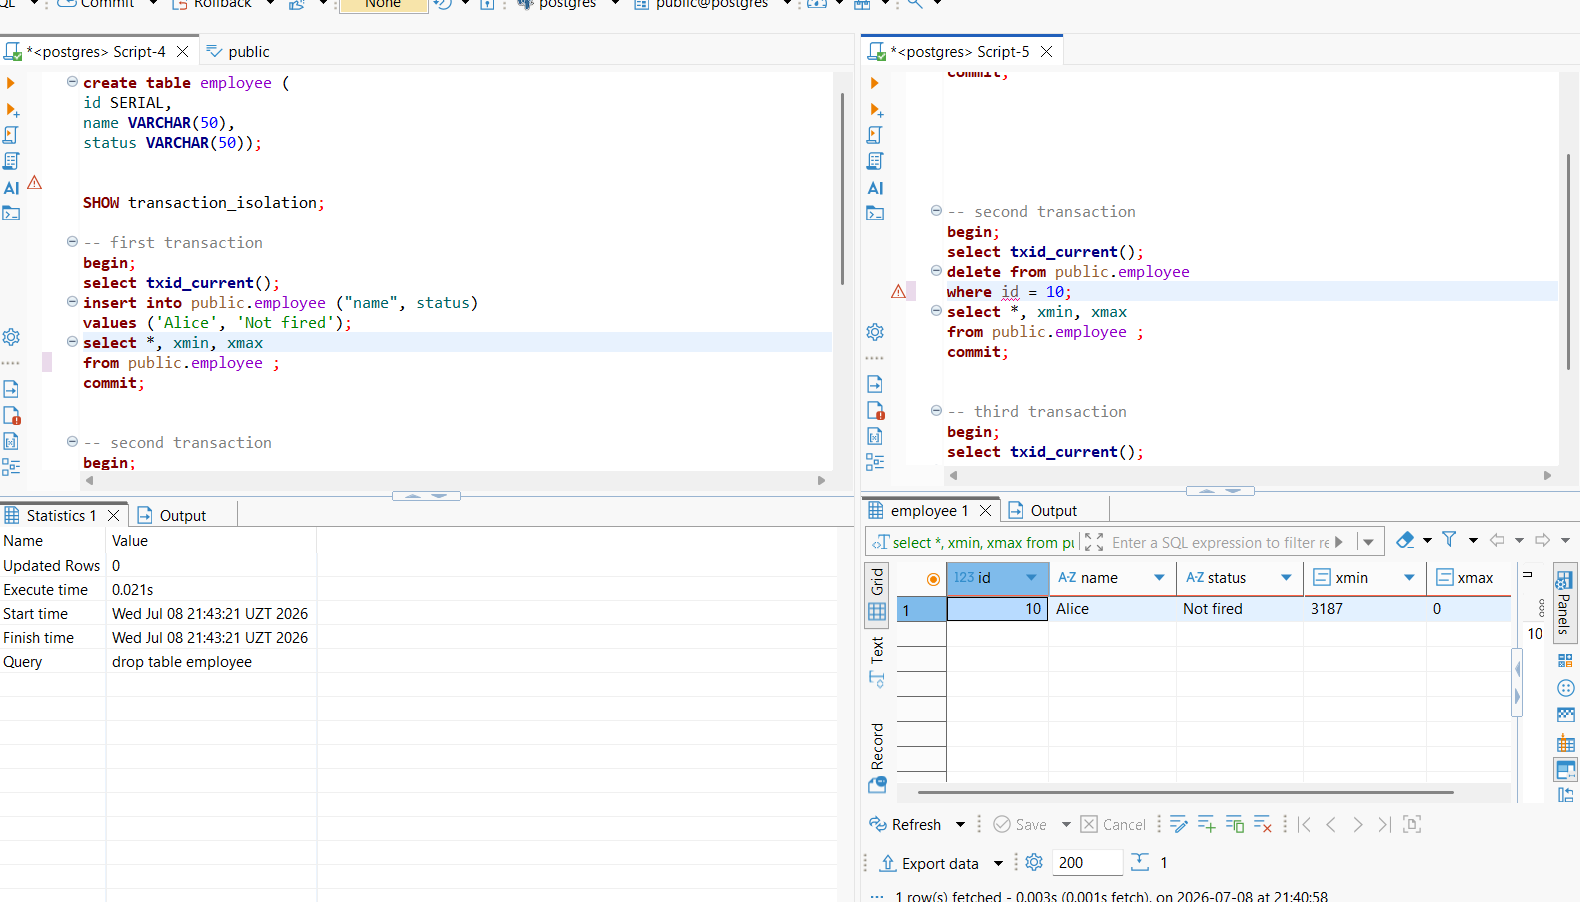 Commit
Rollback
None
postgres
public@postgres
*<postgres> Script-4
public
create table employee (
id SERIAL,
name VARCHAR(50),
status VARCHAR(50));
SHOW transaction_isolation;
-- first transaction
begin;
select txid_current();
insert into public.employee ("name", status)
values ('Alice', 'Not fired');
select *, xmin, xmax
from public.employee ;
commit;
-- second transaction
begin;
AI
Statistics 1
Output
Name Value
Updated Rows 0
Execute time 0.021s
Start time Wed Jul 08 21:43:21 UZT 2026
Finish time Wed Jul 08 21:43:21 UZT 2026
Query drop table employee
*<postgres> Script-5
commit;
-- second transaction
begin;
select txid_current();
delete from public.employee
where id = 10;
select *, xmin, xmax
from public.employee ;
commit;
-- third transaction
begin;
select txid_current();
AI
employee 1
Output
select *, xmin, xmax from pu
Enter a SQL expression to filter re
Grid
Text
Record
123 id A-Z name A-Z status xmin xmax
1 10 Alice Not fired 3187 0
10
Panels
Refresh Save Cancel
Export data 200 1
1 row(s) fetched - 0.003s (0.001s fetch), on 2026-07-08 at 21:40:58